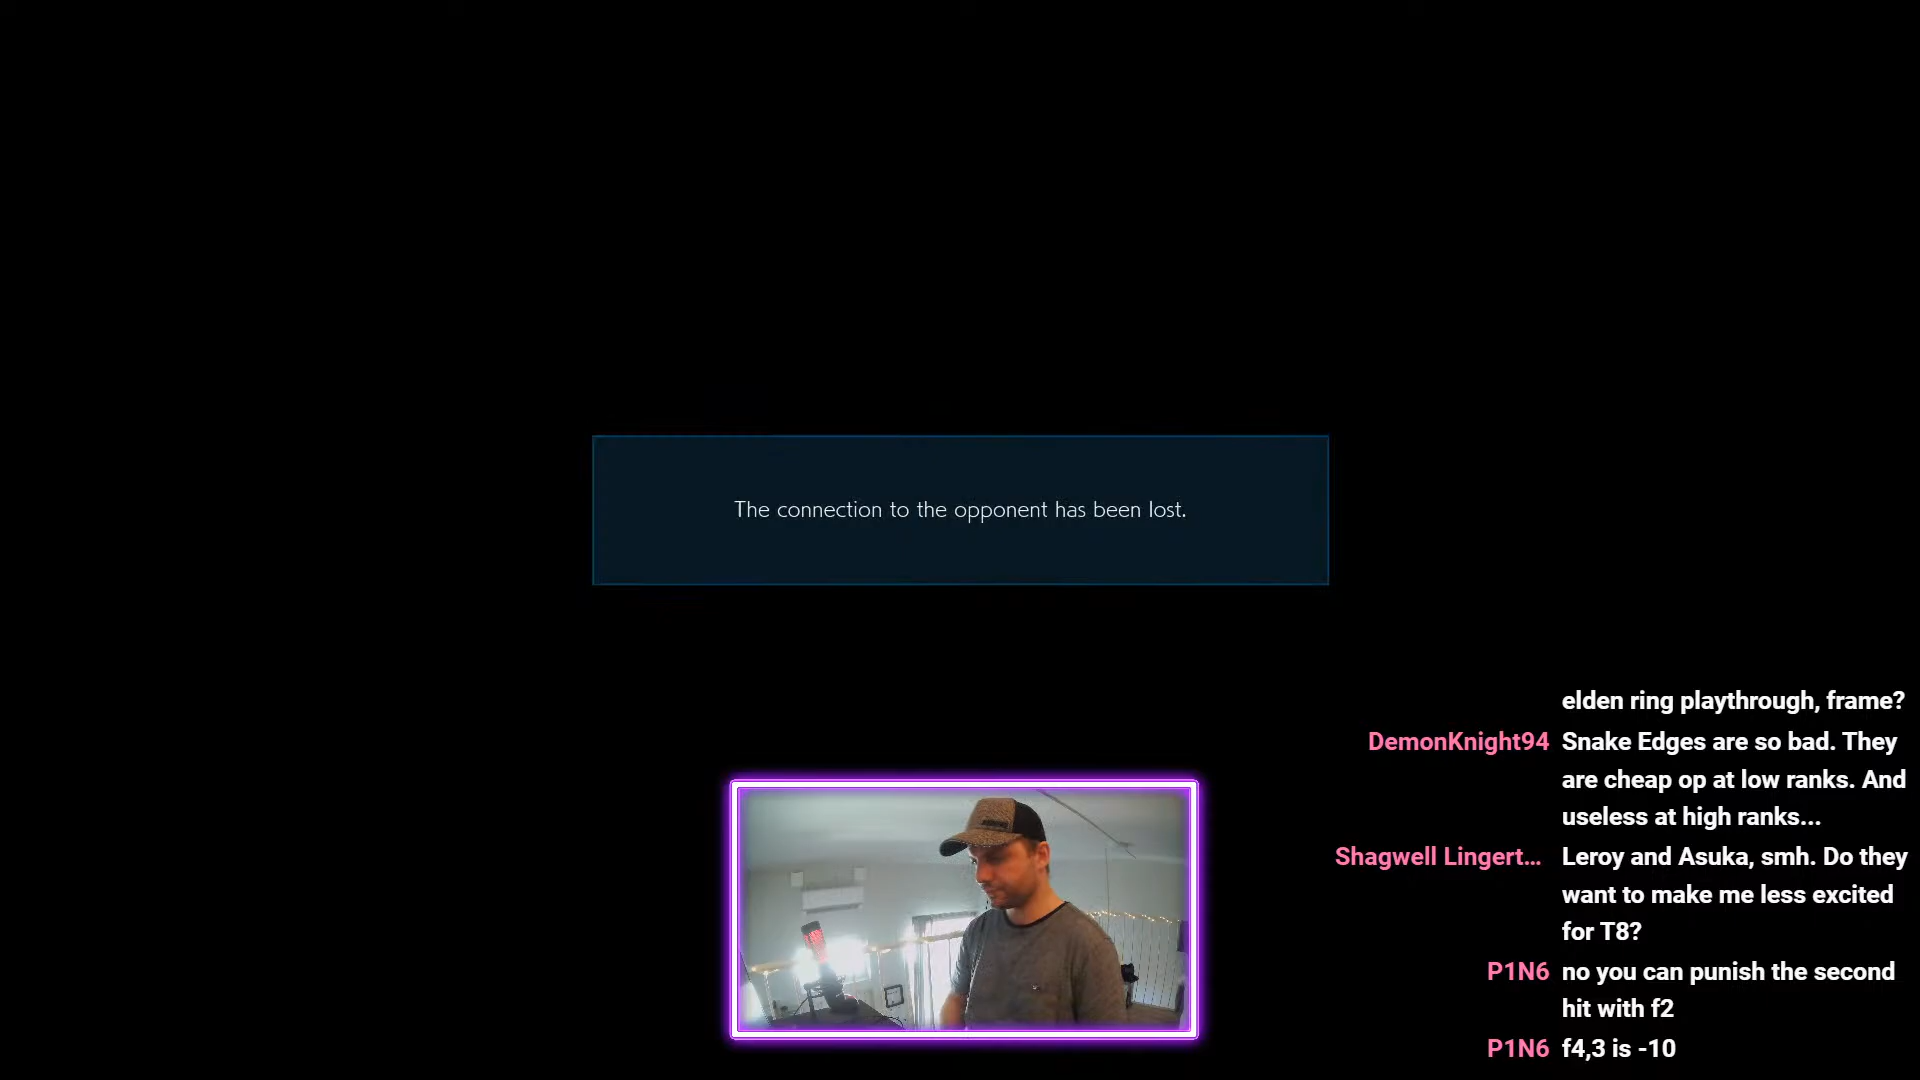 The connection to the opponent has been lost.
elden ring playthrough, frame?
DemonKnight94 Snake Edges are so bad. They
are cheap op at low ranks. And
useless at high ranks...
Shagwell Lingert... Leroy and Asuka, smh. Do they
want to make me less excited
for T8?
P1N6 no you can punish the second
hit with f2
P1N6 f4,3 is -10